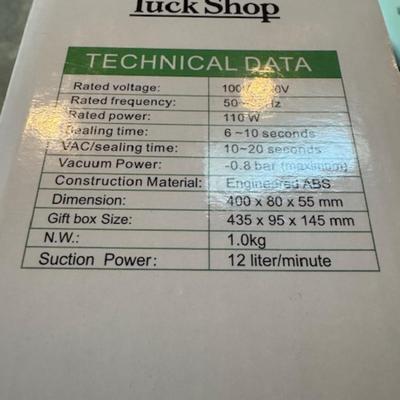 Tuck Shop
TECHNICAL DATA
Rated voltage:
Rated frequency:
Rated power: 110 W
Sealing time: 6~10 seconds
VAC/sealing time: 10~20 seconds
Vacuum Power: -0.8 bar (maximum)
Construction Material: Engineered ABS
Dimension: 400 x 80 x 55 mm
Gift box Size: 435 x 95 x 145 mm
N.W.: 1.0kg
Suction Power: 12 liter/minute